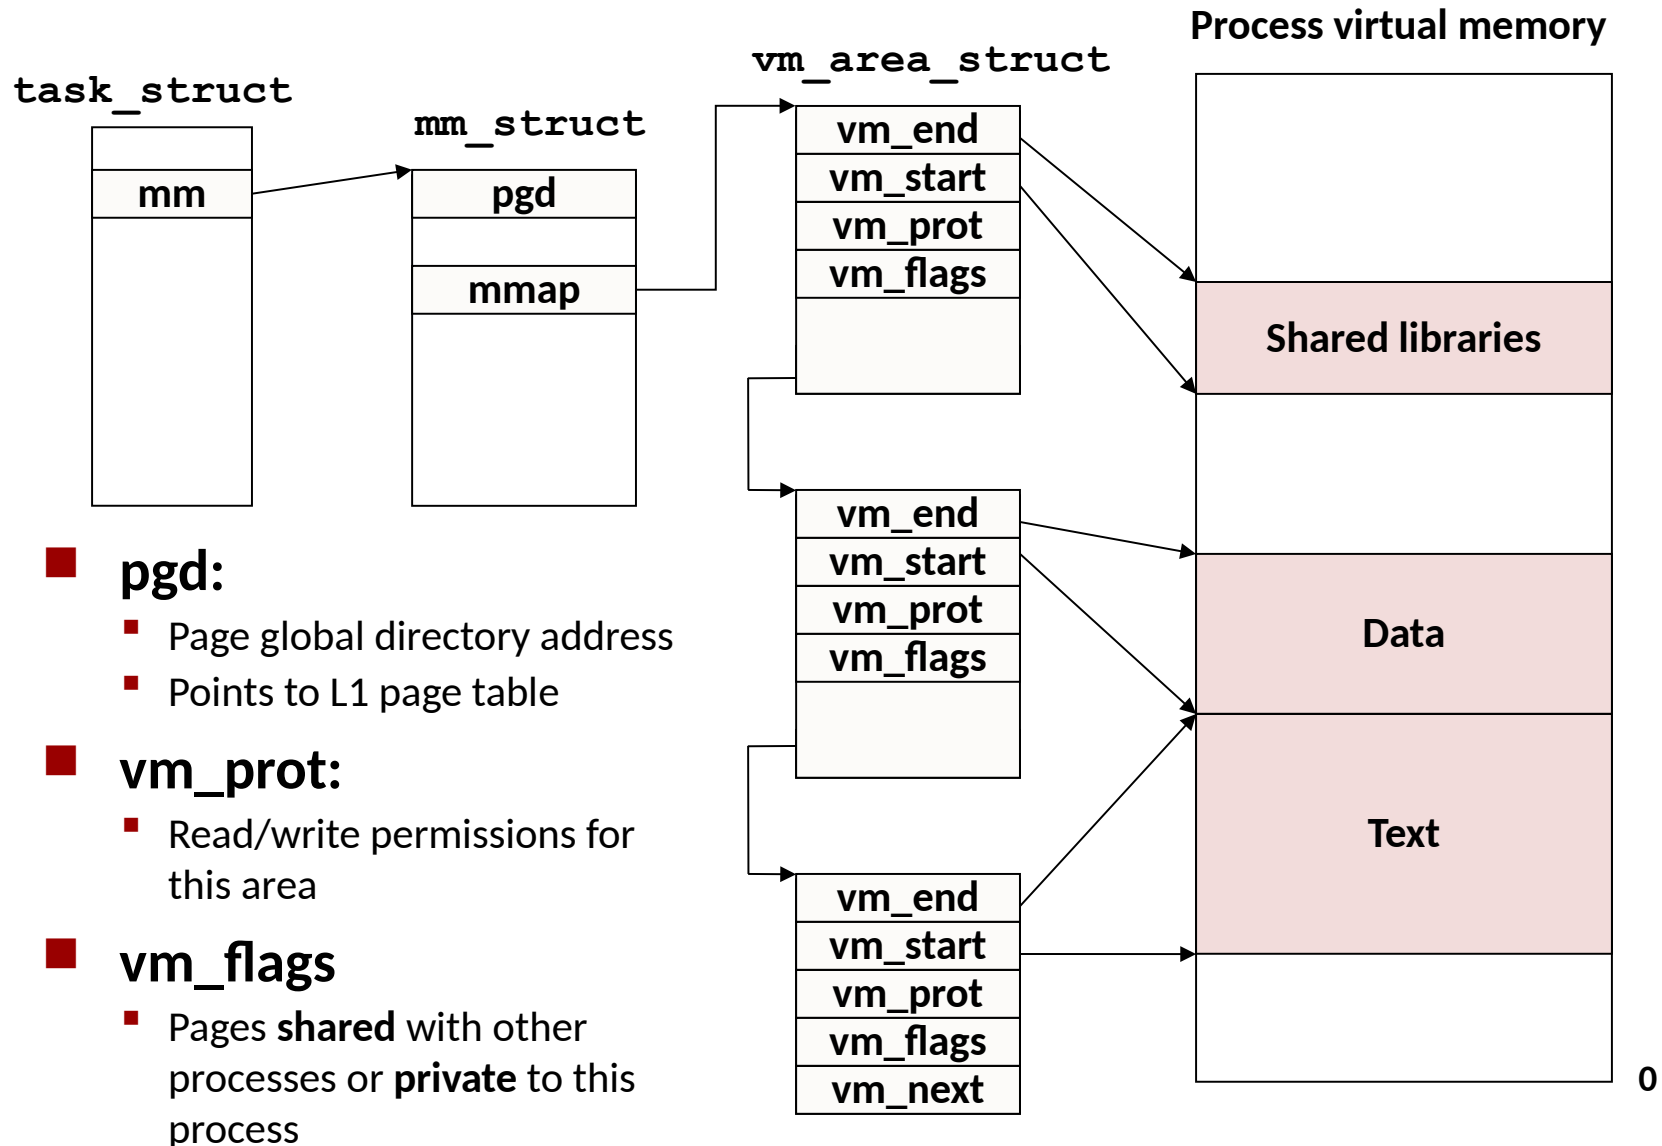 Process virtual memory
vm_area_struct
task_struct
mm_struct
mm
pgd
mmap
vm_end
vm_start
vm_prot
vm_flags
Shared libraries
vm_end
vm_start
vm_prot
vm_flags
Data
vm_end
vm_start
vm_prot
vm_flags
vm_next
Text
0
pgd:
Page global directory address
Points to L1 page table
vm_prot:
Read/write permissions for
this area
vm_flags
Pages shared with other
processes or private to this
process